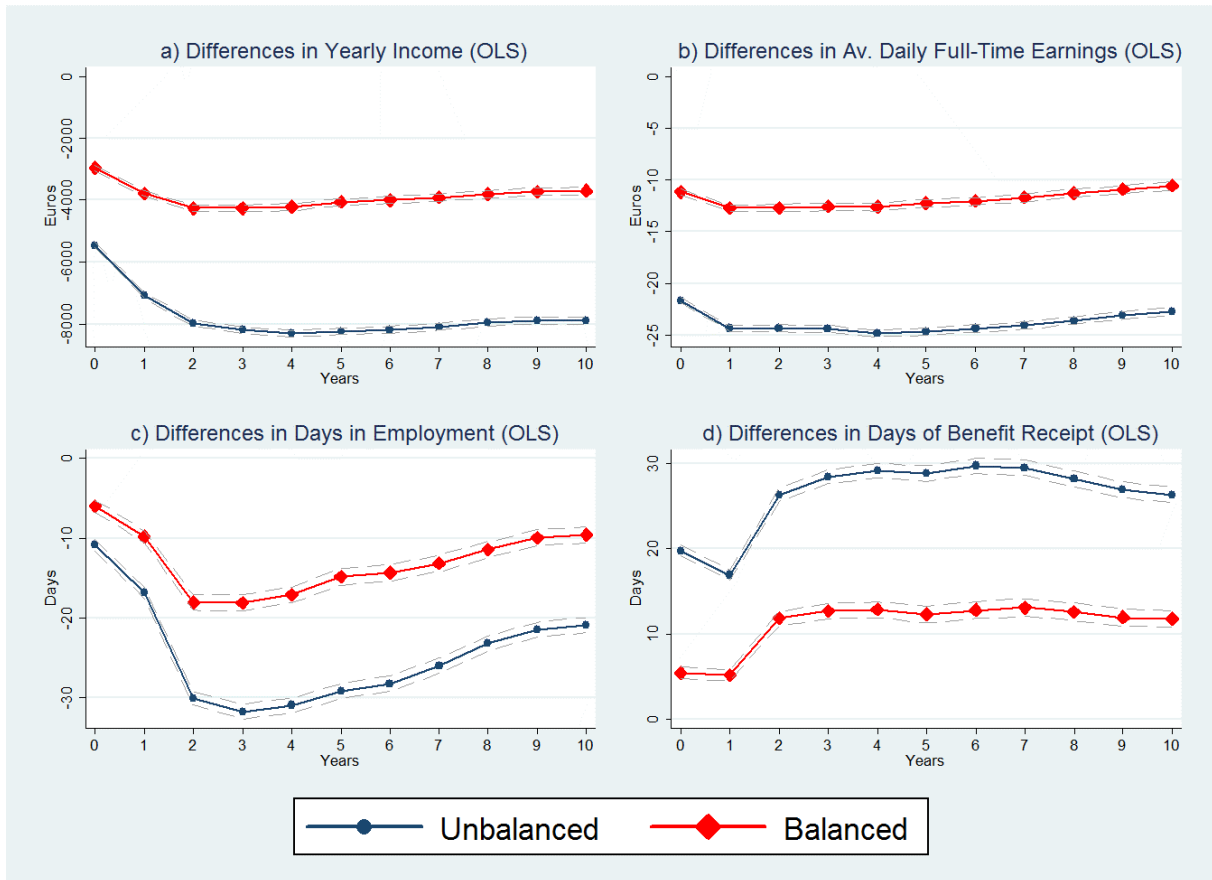 a) Differences in Yearly Income (OLS)
0
-2000
-4000
-6000
-8000
Euros
0 1 2 3 4 5 6 7 8 9 10
Years
b) Differences in Av. Daily Full-Time Earnings (OLS)
0
-5
-10
-15
-20
-25
Euros
0 1 2 3 4 5 6 7 8 9 10
Years
c) Differences in Days in Employment (OLS)
0
-10
-20
-30
Days
0 1 2 3 4 5 6 7 8 9 10
Years
d) Differences in Days of Benefit Receipt (OLS)
30
20
10
0
Days
0 1 2 3 4 5 6 7 8 9 10
Years
Unbalanced Balanced